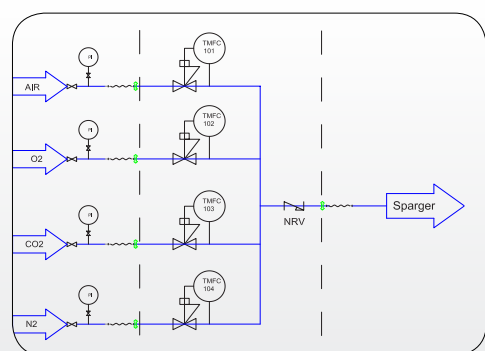 PI
TMFC
101
AIR
PI
TMFC
102
O2
PI
TMFC
103
CO2
Sparger
NRV
PI
TMFC
104
N2